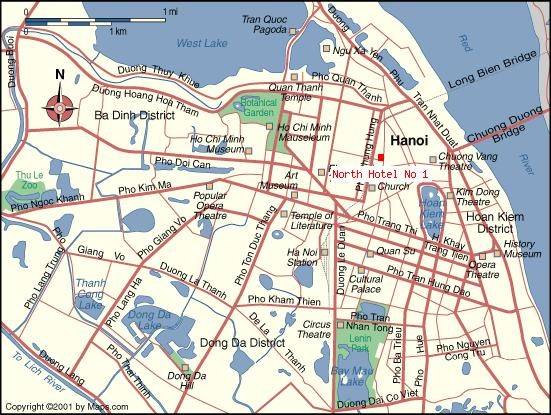 0
1 mi
0
1 km
Duong Buoi
West Lake
Tran Quoc
Pagoda
Duong
Phu
Ngu Xa Yen
Red
River
Long Bien Bridge
Chuong Duong
Bridge
N
Duong Thuy Khue
Duong Hoang Hoa Tham
Pho Quan Thanh
Quan Thanh
Temple
Tran Nhat Duat
Botanical
Garden
Ba Dinh District
Ho Chi Minh
Museum
Ho Chi Minh
Mauseleum
Hanoi
Phung Hung
Chuong Vang
Theatre
Pho Doi Can
North Hotel No 1
Thu Le
Zoo
Pho Kim Ma
Pho Ngoc Khanh
Art
Museum
Church
Kim Dong
Theatre
Hoan
Kiem
Lake
Hoan Kiem
District
Popular
Opera
Theatre
Temple of
Literature
Pho Trang Thi
H Khay
Trang Tien
History
Museum
Opera
Theatre
Pho Giang Vo
Giang Vo
Pho Ton Duc Thang
Ha Noi
Station
Duong Le Duan
Quan Su
Pho Tran Hung Dao
Cultural
Palace
Pho Lang Trung
Thanh
Cong
Lake
Pho Lang Ha
Duong La Thanh
Pho Kham Thien
Dong Da
Lake
De La
Thanh
Circus
Theatre
Pho Tran
Nhan Tong
Lenin
Park
Bay Mau
Lake
Pho Ba Trieu
Pho Hue
Pho Nguyen
Cong Tru
Dong Da District
Dong Da
Hill
Pho Thai Thinh
Duong Lang
To Lich River
Duong Dai Co Viet
Copyright ©2001 by Maps.com